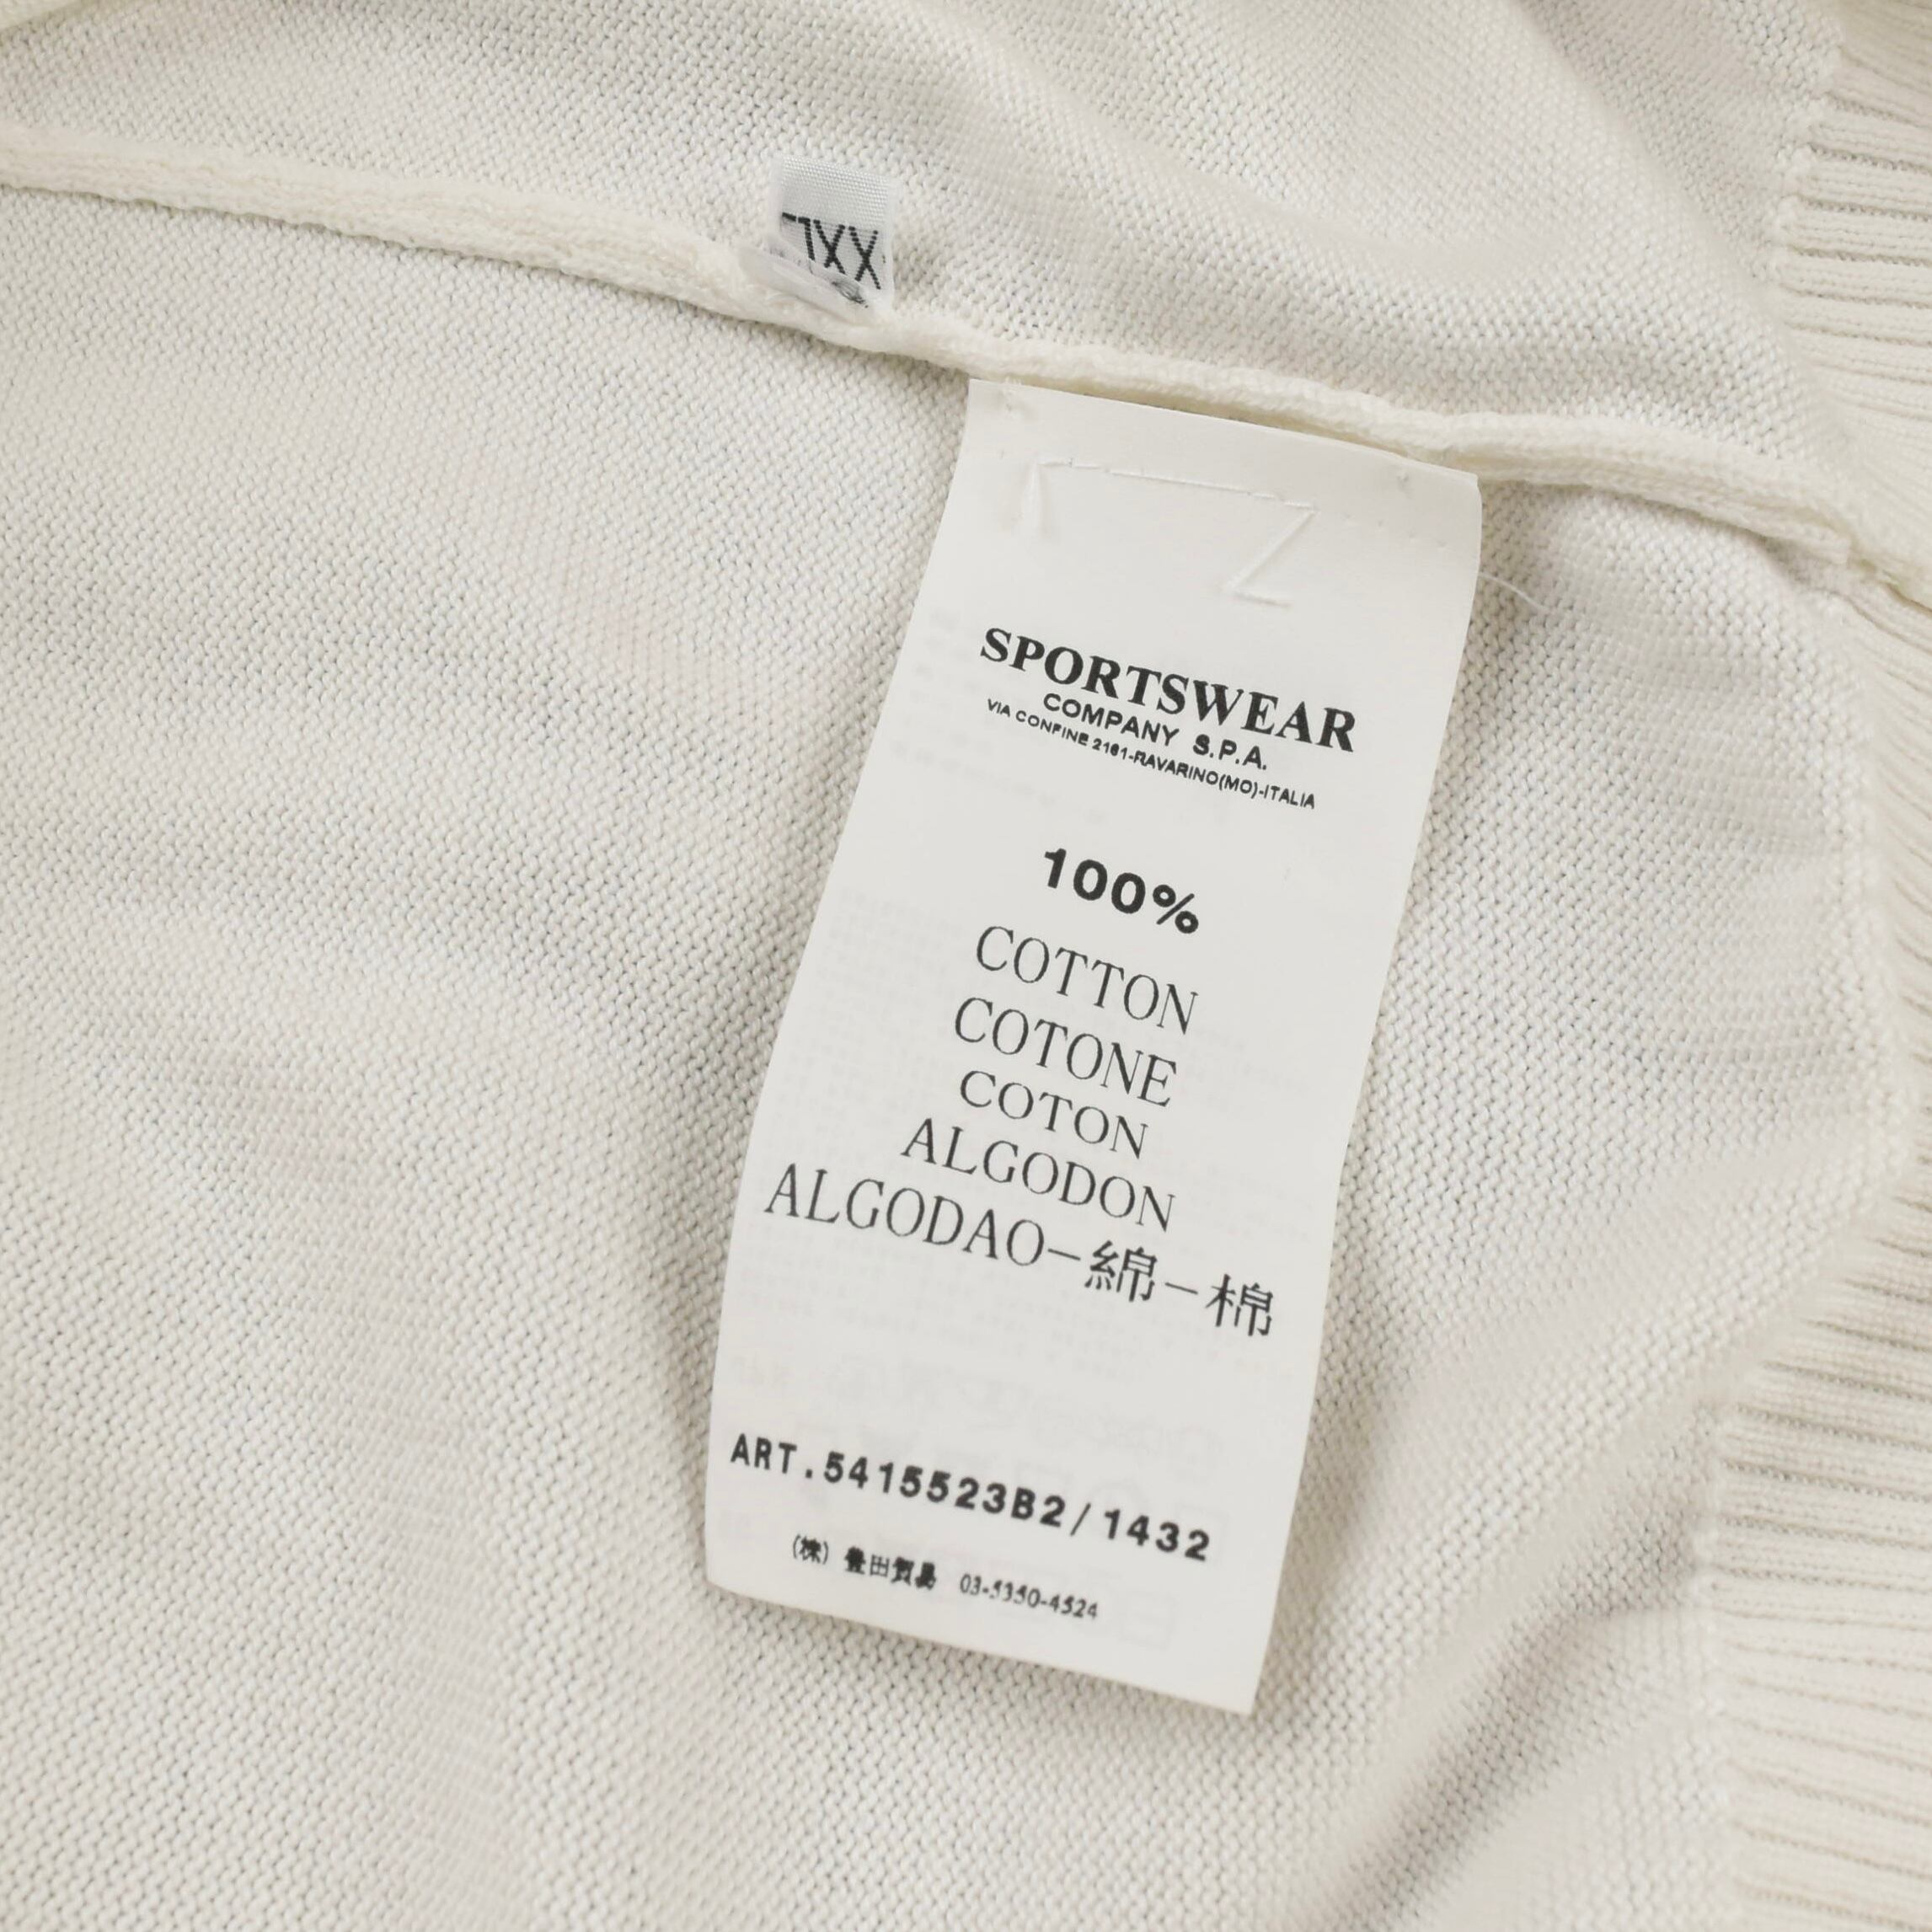 XXL
SPORTSWEAR
COMPANY S.P.A.
VIA CONFINE 2161-RAVARINO(MO)-ITALIA
100%
COTTON
COTONE
COTON
ALGODON
ALGODAO-綿-棉
ART.5415523B2/1432
(株) 豊田貿易 03-5350-4524